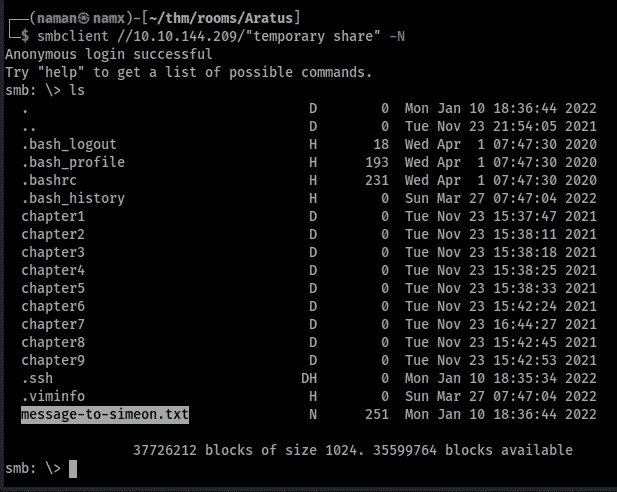 ┌──(naman㉿namx)-[~/thm/rooms/Aratus]
└─$ smbclient //10.10.144.209/"temporary share" -N
Anonymous login successful
Try "help" to get a list of possible commands.
smb: \> ls
  .                                   D        0  Mon Jan 10 18:36:44 2022
  ..                                  D        0  Tue Nov 23 21:54:05 2021
  .bash_logout                        H       18  Wed Apr  1 07:47:30 2020
  .bash_profile                       H      193  Wed Apr  1 07:47:30 2020
  .bashrc                             H      231  Wed Apr  1 07:47:30 2020
  .bash_history                       H        0  Sun Mar 27 07:47:04 2022
  chapter1                            D        0  Tue Nov 23 15:37:47 2021
  chapter2                            D        0  Tue Nov 23 15:38:11 2021
  chapter3                            D        0  Tue Nov 23 15:38:18 2021
  chapter4                            D        0  Tue Nov 23 15:38:25 2021
  chapter5                            D        0  Tue Nov 23 15:38:33 2021
  chapter6                            D        0  Tue Nov 23 15:42:24 2021
  chapter7                            D        0  Tue Nov 23 16:44:27 2021
  chapter8                            D        0  Tue Nov 23 15:42:45 2021
  chapter9                            D        0  Tue Nov 23 15:42:53 2021
  .ssh                               DH        0  Mon Jan 10 18:35:34 2022
  .viminfo                            H        0  Sun Mar 27 07:47:04 2022
  message-to-simeon.txt               N      251  Mon Jan 10 18:36:44 2022

                37726212 blocks of size 1024. 35599764 blocks available
smb: \>